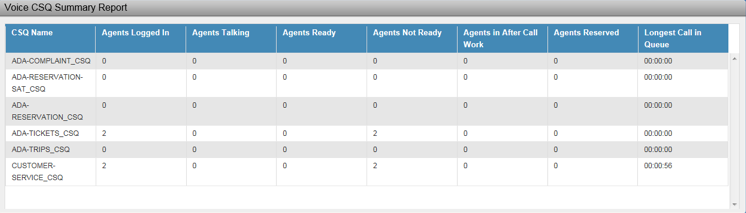 Voice CSQ Summary Report
CSQ Name Agents Logged In Agents Talking Agents Ready Agents Not Ready Agents in After Call Work Agents Reserved Longest Call in Queue
ADA-COMPLAINT_CSQ 0 0 0 0 0 0 00:00:00
ADA-RESERVATION-SAT_CSQ 0 0 0 0 0 0 00:00:00
ADA-RESERVATION_CSQ 0 0 0 0 0 0 00:00:00
ADA-TICKETS_CSQ 2 0 0 2 0 0 00:00:00
ADA-TRIPS_CSQ 0 0 0 0 0 0 00:00:00
CUSTOMER-SERVICE_CSQ 2 0 0 2 0 0 00:00:56